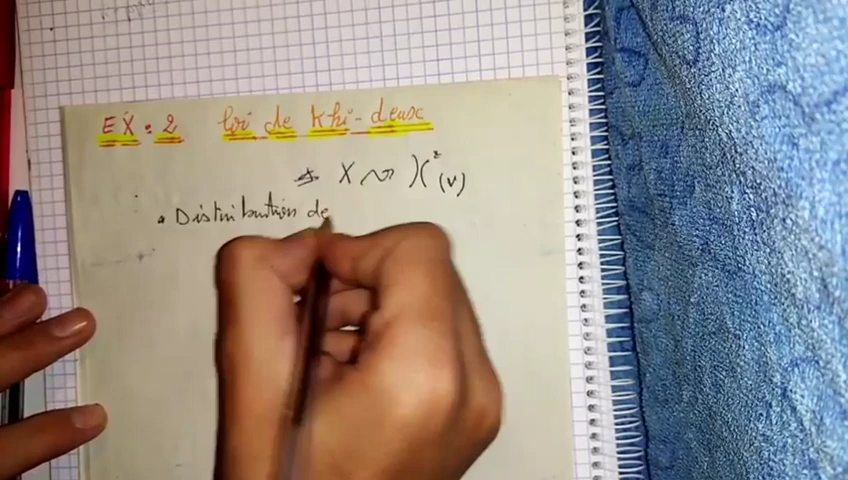 EX: 2 loi de Khi-deux
X ~ χ² (v)
• Distribution de